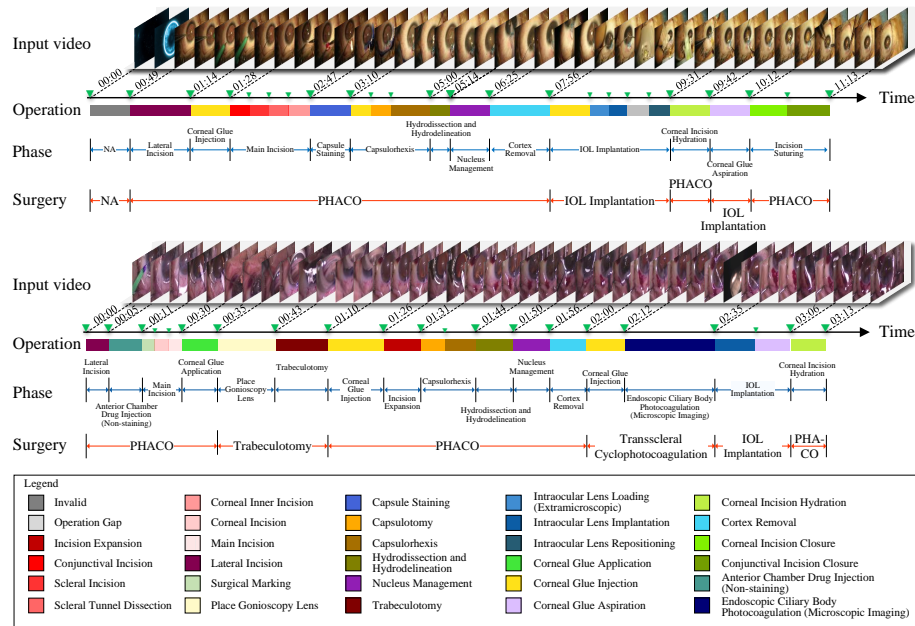 Input video
00:00
00:49
01:14
01:28
02:47
03:10
05:00
05:14
06:25
07:56
09:31
09:42
10:12
11:13
Operation
Time
Phase
NA
Lateral
Incision
Corneal Glue
Injection
Main Incision
Capsule
Staining
Capsulorhexis
Hydrodissection and
Hydrodelineation
Nucleus
Management
Cortex
Removal
IOL Implantation
Corneal Incision
Hydration
Corneal Glue
Aspiration
Incision
Suturing
Surgery
NA
PHACO
IOL Implantation
PHACO
IOL
Implantation
PHACO
Input video
00:00
00:05
00:11
00:30
00:35
00:43
01:10
01:26
01:31
01:44
01:50
01:56
02:00
02:12
02:35
03:06
03:13
Operation
Time
Phase
Lateral
Incision
Anterior Chamber
Drug Injection
(Non-staining)
Main
Incision
Corneal Glue
Application
Place
Gonioscopy
Lens
Trabeculotomy
Corneal
Glue
Injection
Incision
Expansion
Capsulorhexis
Hydrodissection and
Hydrodelineation
Nucleus
Management
Cortex
Removal
Corneal Glue
Injection
Endoscopic Ciliary Body
Photocoagulation
(Microscopic Imaging)
IOL
Implantation
Corneal Incision
Hydration
Surgery
PHACO
Trabeculotomy
PHACO
Transscleral
Cyclophotocoagulation
IOL
Implantation
PHA-
CO
Legend
Invalid
Operation Gap
Incision Expansion
Conjunctival Incision
Scleral Incision
Scleral Tunnel Dissection
Corneal Inner Incision
Corneal Incision
Main Incision
Lateral Incision
Surgical Marking
Place Gonioscopy Lens
Capsule Staining
Capsulotomy
Capsulorhexis
Hydrodissection and
Hydrodelineation
Nucleus Management
Trabeculotomy
Intraocular Lens Loading
(Extramicroscopic)
Intraocular Lens Implantation
Intraocular Lens Repositioning
Corneal Glue Application
Corneal Glue Injection
Corneal Glue Aspiration
Corneal Incision Hydration
Cortex Removal
Corneal Incision Closure
Conjunctival Incision Closure
Anterior Chamber Drug Injection
(Non-staining)
Endoscopic Ciliary Body
Photocoagulation (Microscopic Imaging)